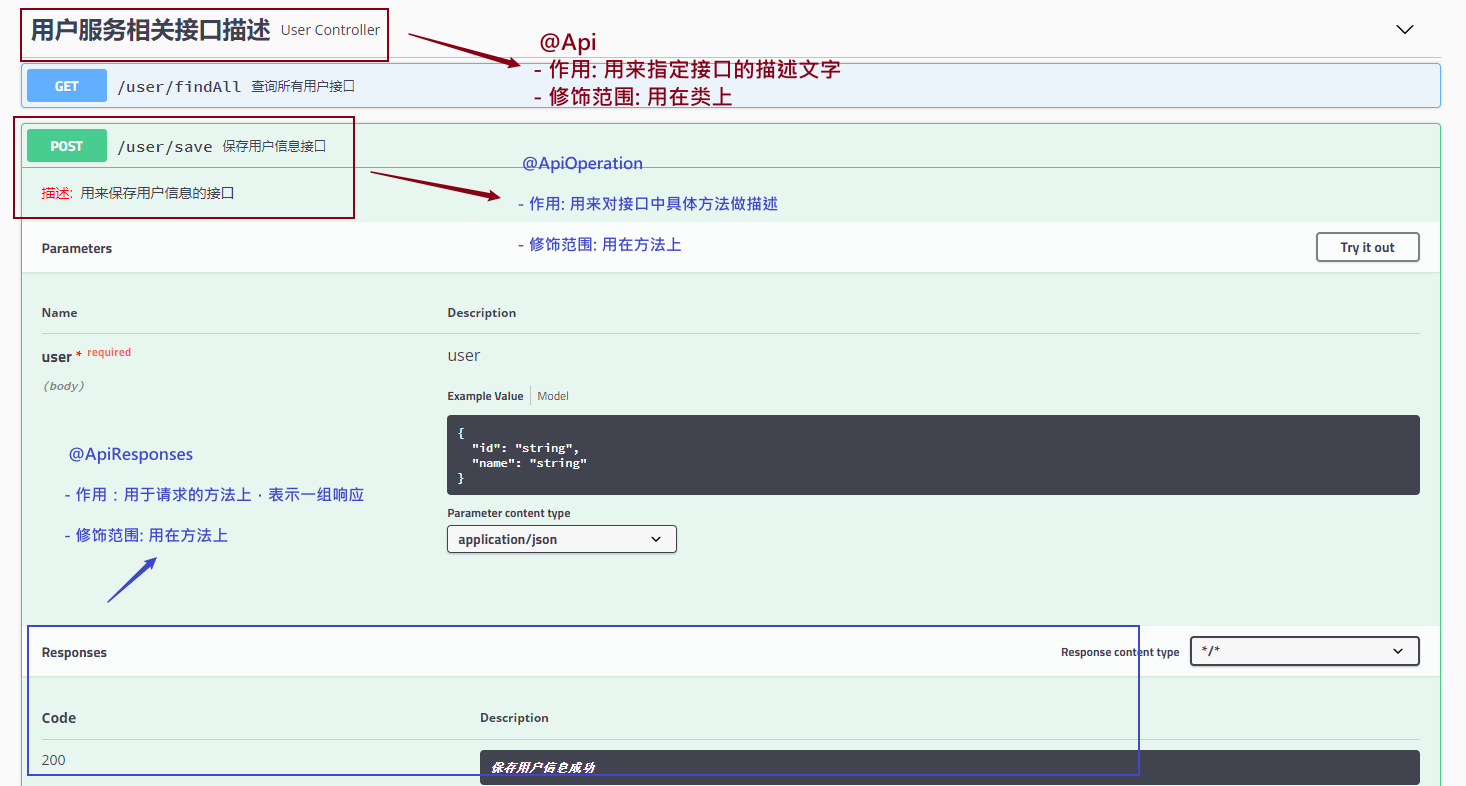 用户服务相关接口描述 User Controller
@Api
- 作用: 用来指定接口的描述文字
- 修饰范围: 用在类上
GET /user/findAll 查询所有用户接口
POST /user/save 保存用户信息接口
描述: 用来保存用户信息的接口
@ApiOperation
- 作用: 用来对接口中具体方法做描述
- 修饰范围: 用在方法上
Parameters
Try it out
Name Description
user * required
(body)
user
Example Value Model
{
"id": "string",
"name": "string"
}
Parameter content type
application/json
@ApiResponses
- 作用：用于请求的方法上，表示一组响应
- 修饰范围: 用在方法上
Responses
Response content type */*
Code Description
200 保存用户信息成功